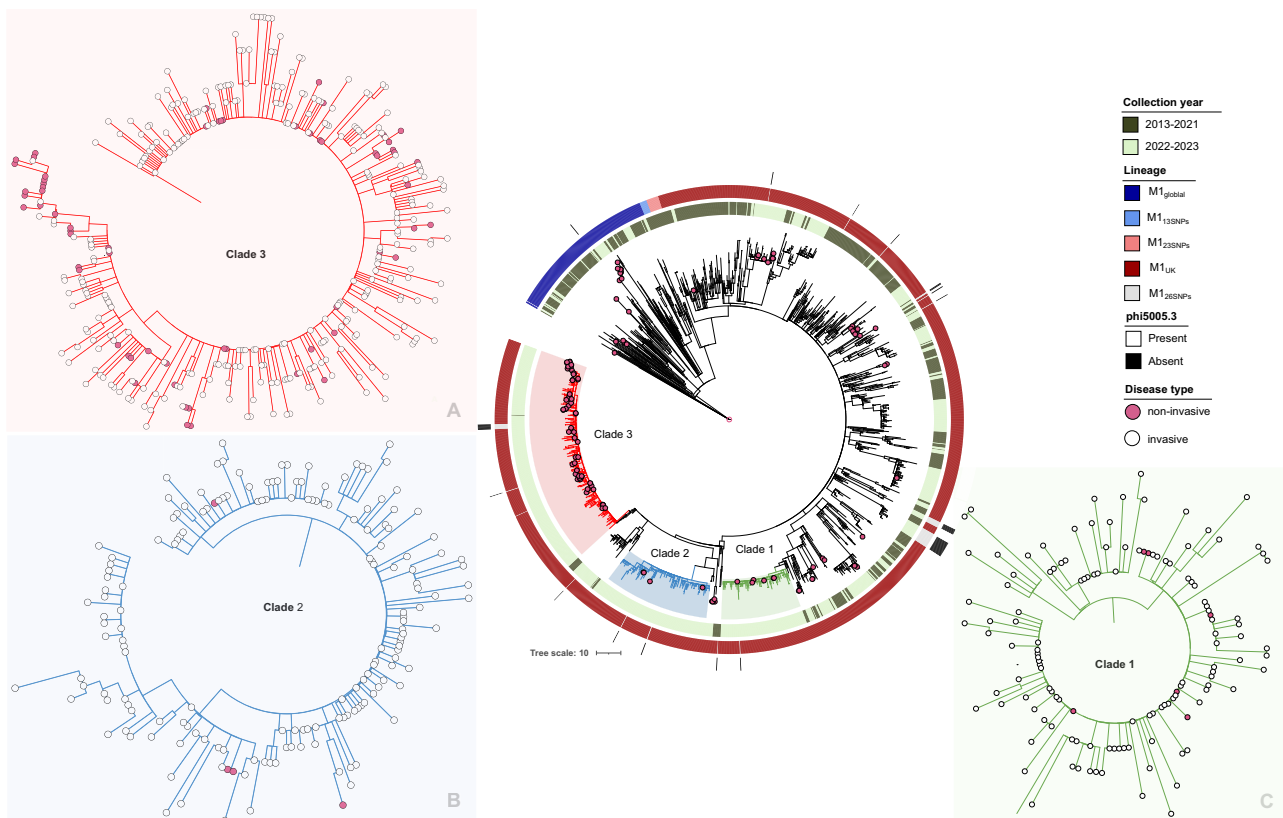 Clade 3
A
Clade 2
B
Clade 3
Clade 2
Clade 1
Tree scale: 10
Clade 1
C
Collection year
2013-2021
2022-2023
Lineage
M1globlal
M113SNPs
M123SNPs
M1UK
M126SNPs
phi5005.3
Present
Absent
Disease type
non-invasive
invasive